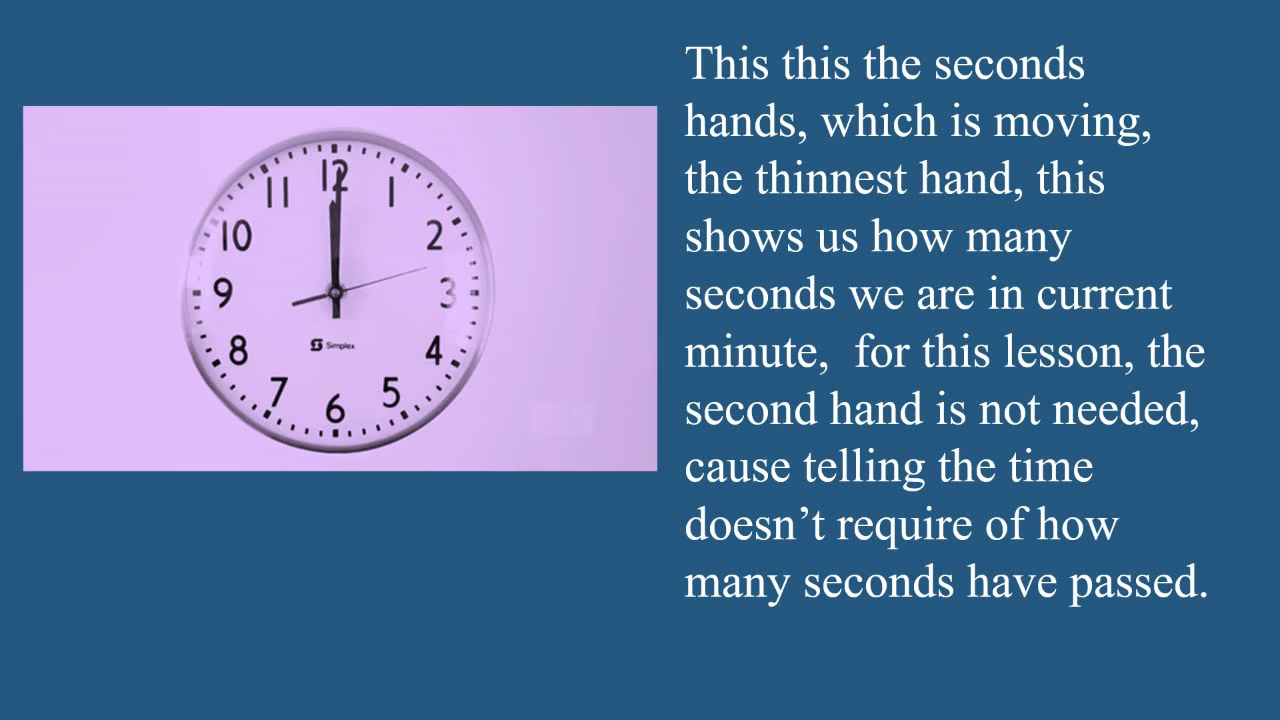 This this the seconds
hands, which is moving,
the thinnest hand, this
shows us how many
seconds we are in current
minute,  for this lesson, the
second hand is not needed,
cause telling the time
doesn’t require of how
many seconds have passed.
12
11
1
10
2
9
3
8
4
7
5
6
Simplex